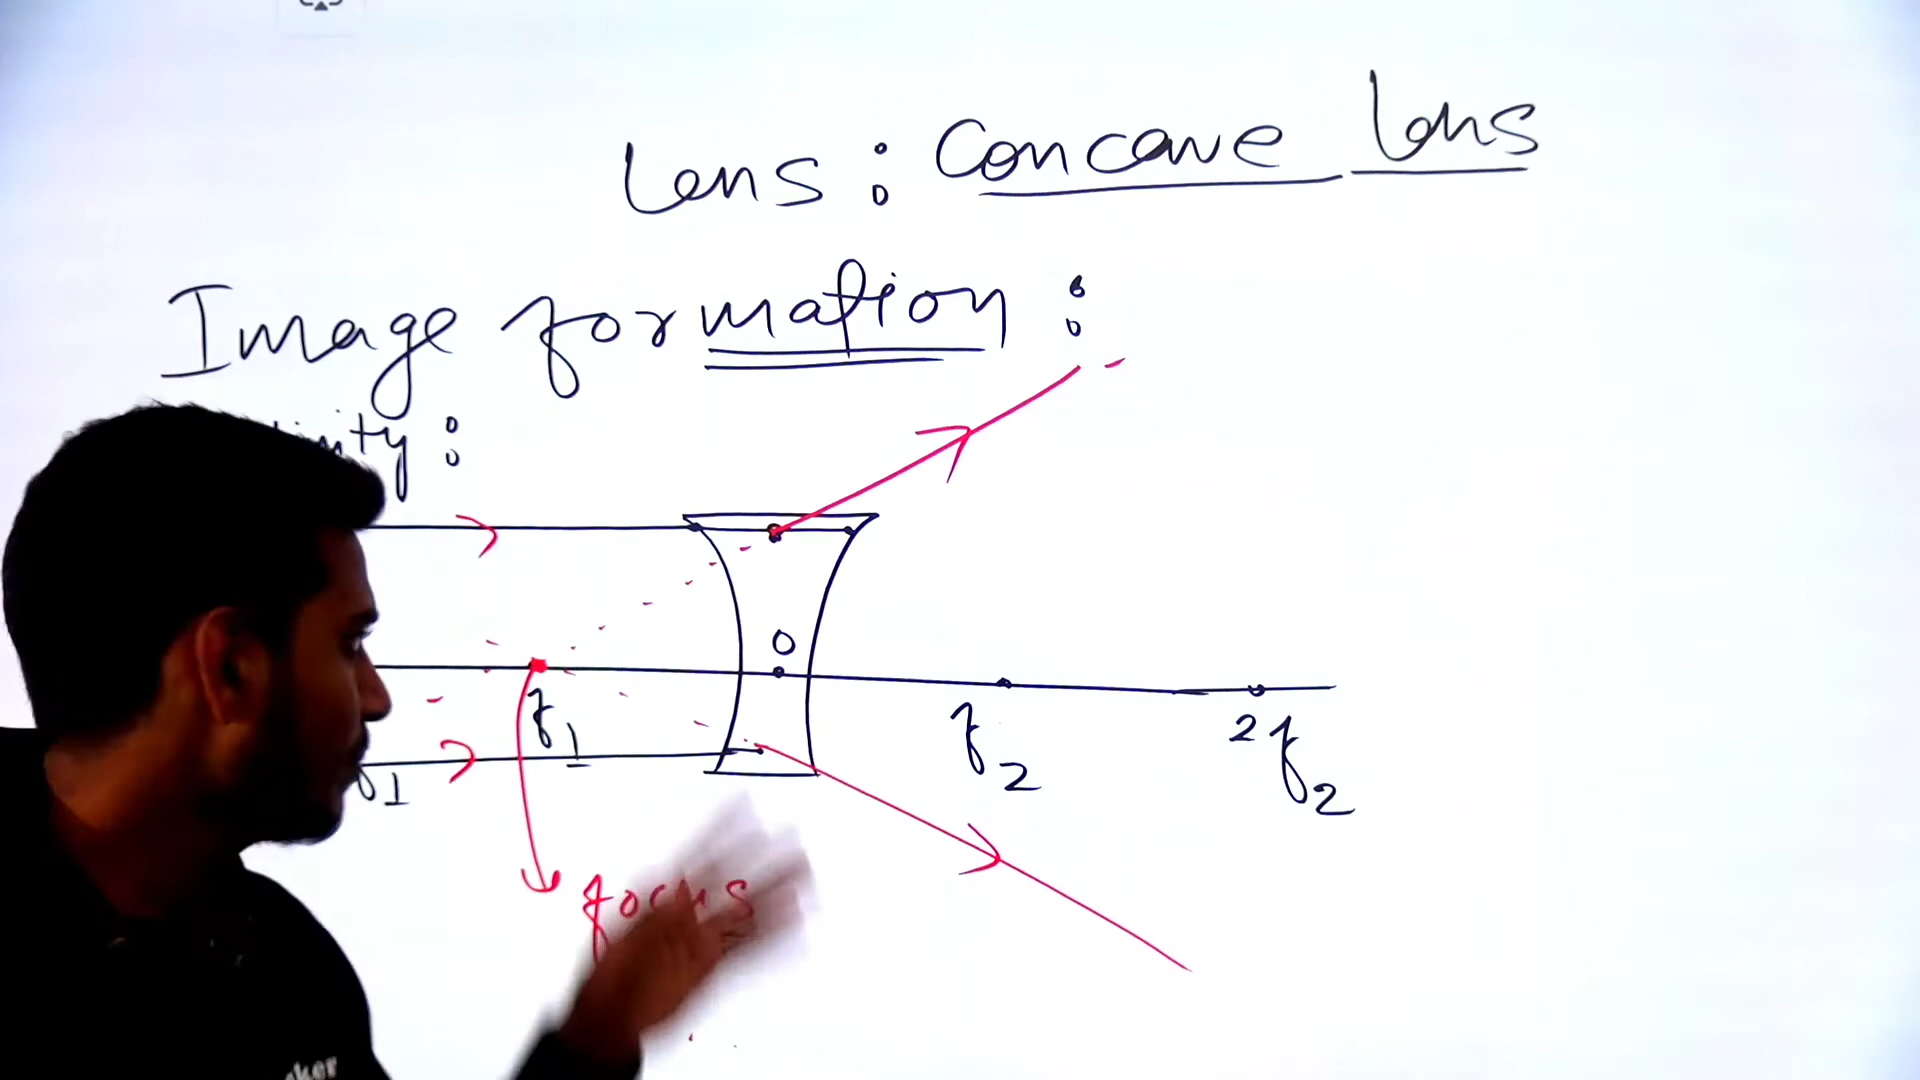 Lens: Concave lens
Image formation:
O
f1
f2
2f2
focus